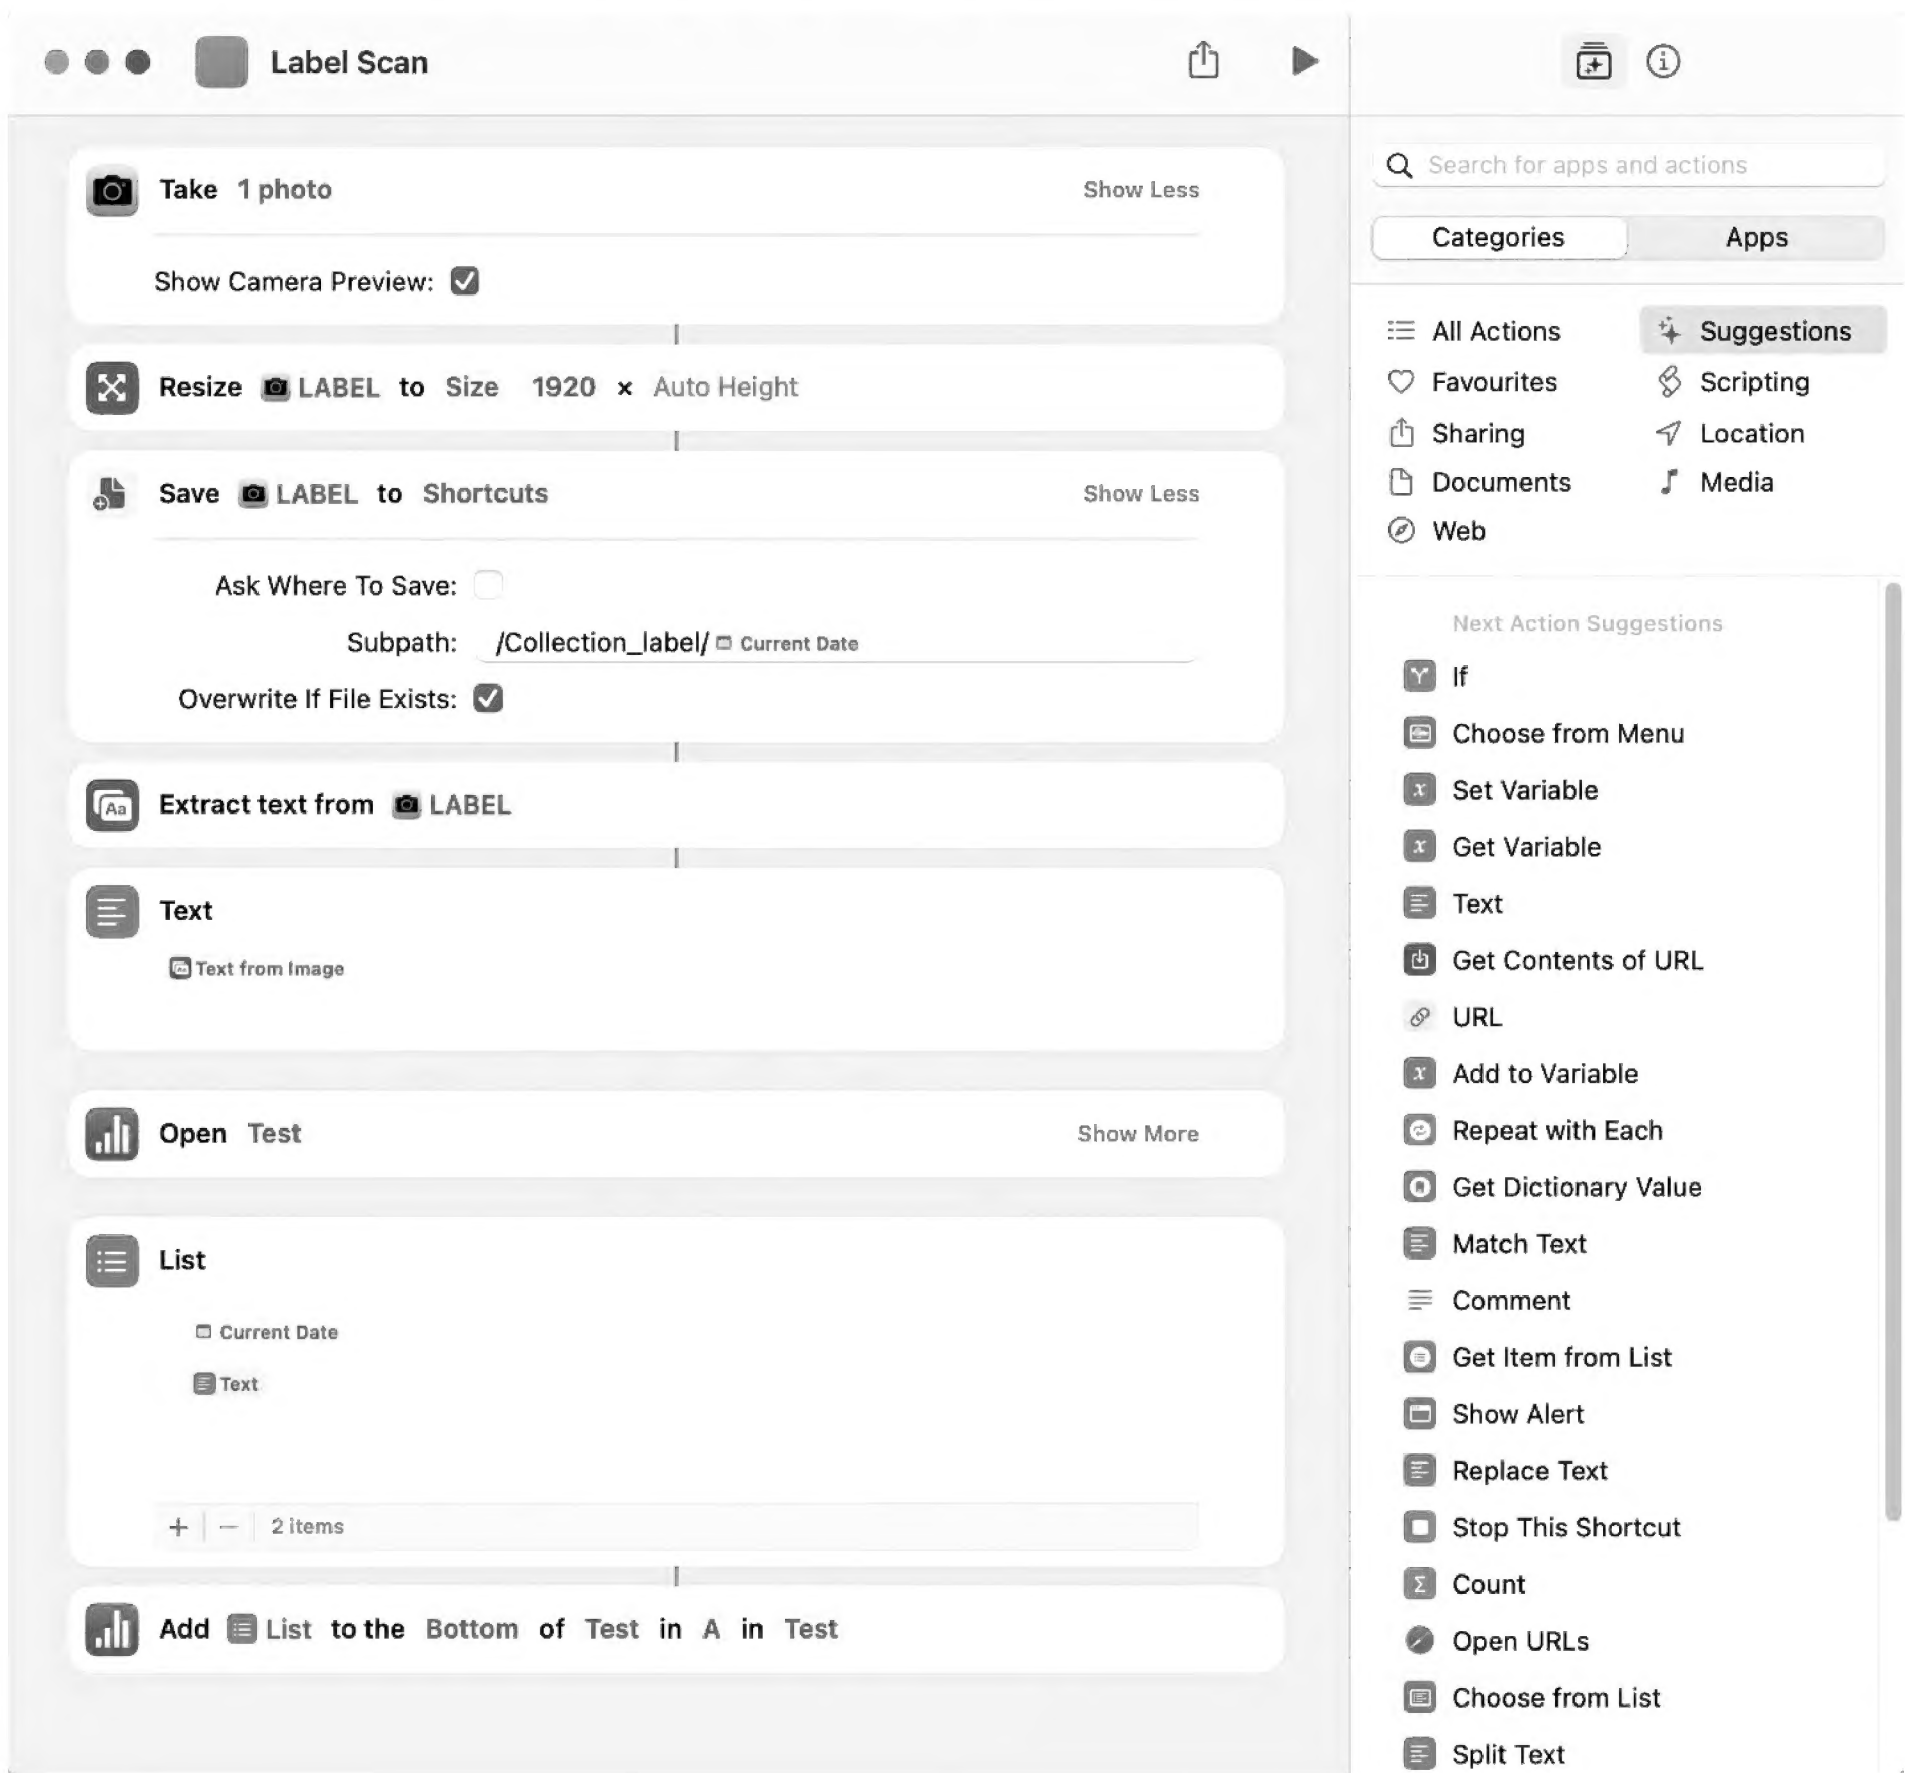 Label Scan
Take 1 photo Show Less
Show Camera Preview:
Resize LABEL to Size 1920 × Auto Height
Save LABEL to Shortcuts Show Less
Ask Where To Save:
Subpath: /Collection_label/ Current Date
Overwrite If File Exists:
Extract text from LABEL
Text
Text from Image
Open Test Show More
List
Current Date
Text
+ − 2 items
Add List to the Bottom of Test in A in Test
Search for apps and actions
Categories Apps
All Actions Suggestions
Favourites Scripting
Sharing Location
Documents Media
Web
Next Action Suggestions
If
Choose from Menu
Set Variable
Get Variable
Text
Get Contents of URL
URL
Add to Variable
Repeat with Each
Get Dictionary Value
Match Text
Comment
Get Item from List
Show Alert
Replace Text
Stop This Shortcut
Count
Open URLs
Choose from List
Split Text